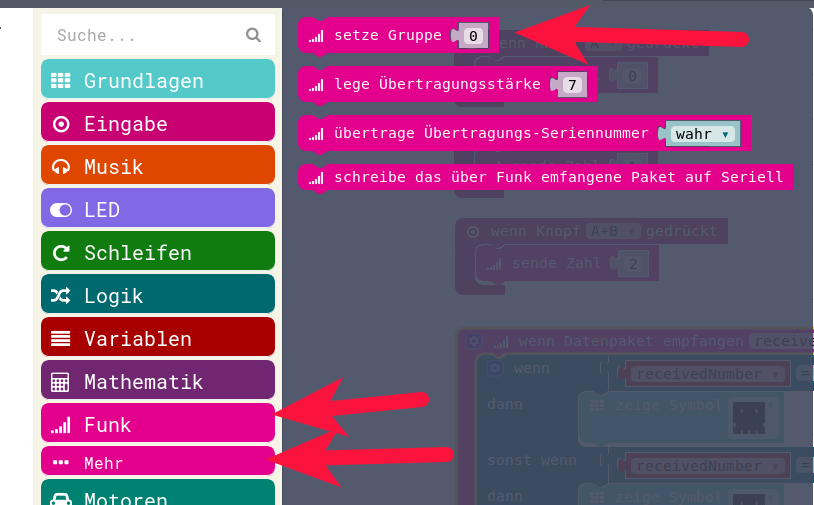 Suche...
Grundlagen
Eingabe
Musik
LED
Schleifen
Logik
Variablen
Mathematik
Funk
Mehr
Motoren
setze Gruppe 0
lege Übertragungsstärke 7
übertrage Übertragungs-Seriennummer wahr
schreibe das über Funk emfangene Paket auf Seriell
gedrückt
0
sende Zahl
wenn Knopf A+B gedrückt
sende Zahl 2
wenn Datenpaket empfangen receive
wenn receivedNumber =
dann zeige Symbol
sonst wenn receivedNumber =
dann zeige Symbol